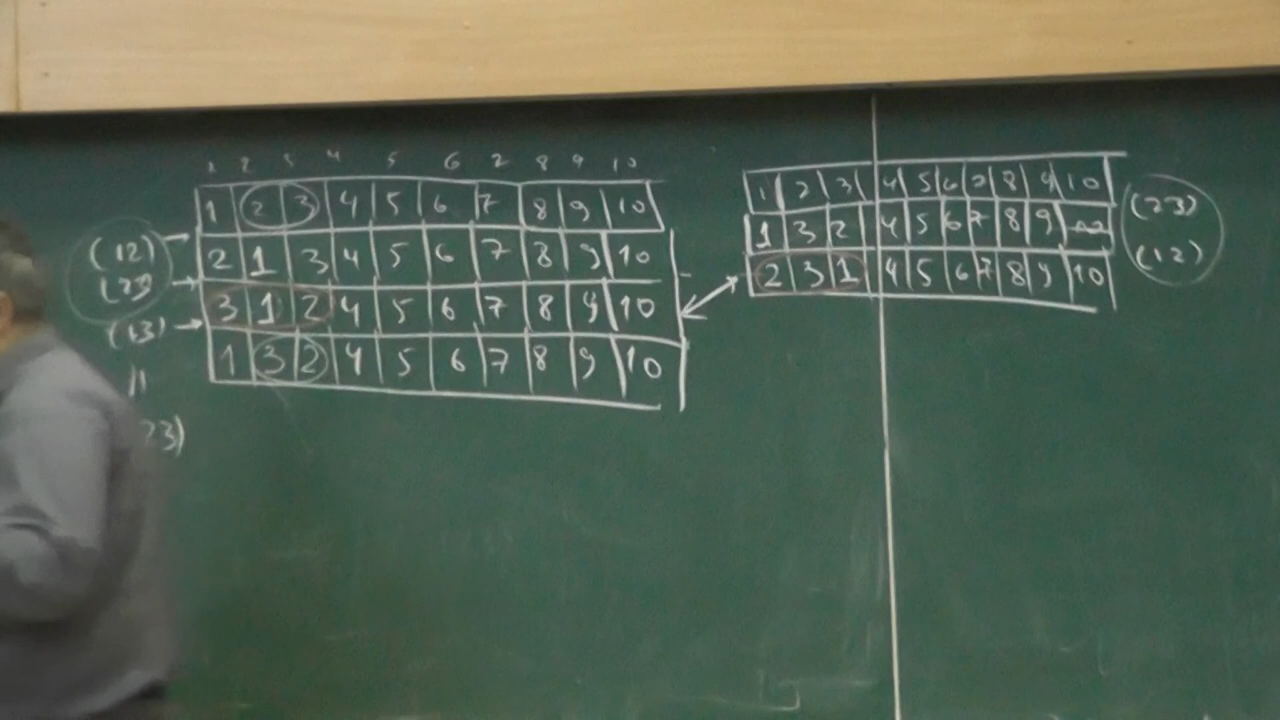 1 2 3 4 5 6 7 8 9 10
1 2 3 4 5 6 7 8 9 10
(12) 2 1 3 4 5 6 7 8 9 10
(23) 3 1 2 4 5 6 7 8 9 10
(13) 1 3 2 4 5 6 7 8 9 10
23)
1 2 3 4 5 6 7 8 9 10
1 3 2 4 5 6 7 8 9 10 (23)
2 3 1 4 5 6 7 8 9 10 (12)